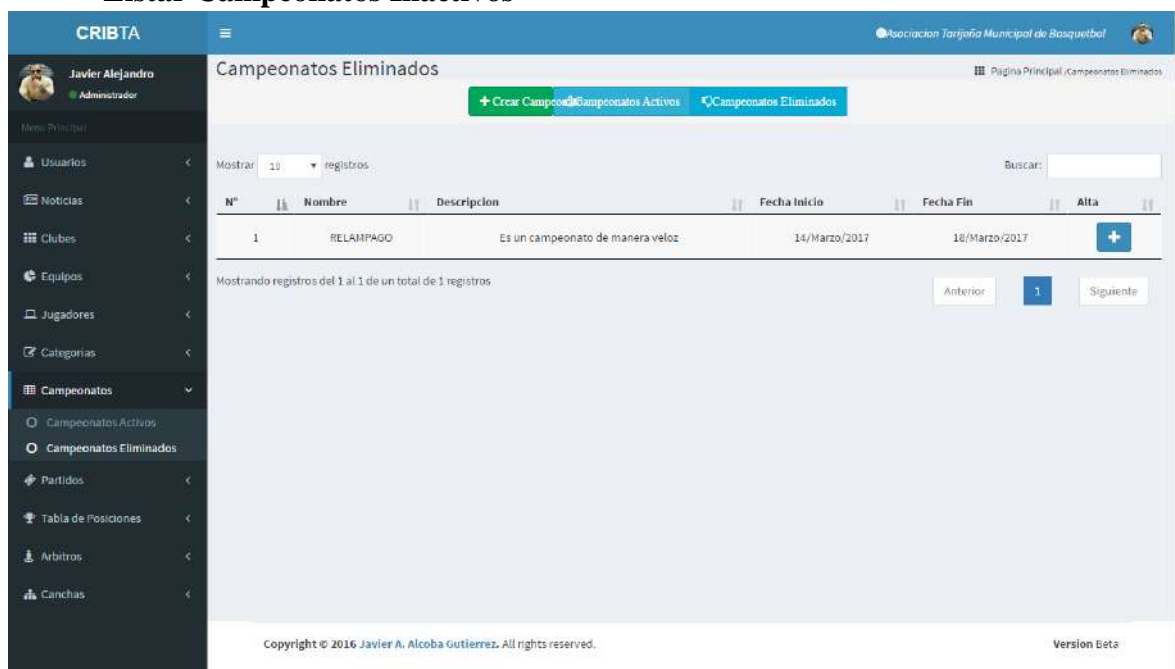 Listar Campeonatos Inactivos
CRIBTA
Asociacion Tarijeña Municipal de Basquetbol
Javier Alejandro
Administrador
Menu Principal
Campeonatos Eliminados
Pagina Principal /Campeonatos Eliminados
Crear Campeonato
Campeonatos Activos
Campeonatos Eliminados
Usuarios
Noticias
Clubes
Equipos
Jugadores
Categorias
Campeonatos
Campeonatos Activos
Campeonatos Eliminados
Partidos
Tabla de Posiciones
Arbitros
Canchas
Mostrar 10 registros
Buscar:
N° Nombre Descripcion Fecha Inicio Fecha Fin Alta
1 RELAMPAGO Es un campeonato de manera veloz 14/Marzo/2017 18/Marzo/2017
Mostrando registros del 1 al 1 de un total de 1 registros
Anterior 1 Siguiente
Copyright © 2016 Javier A. Alcoba Gutierrez. All rights reserved.
Version Beta